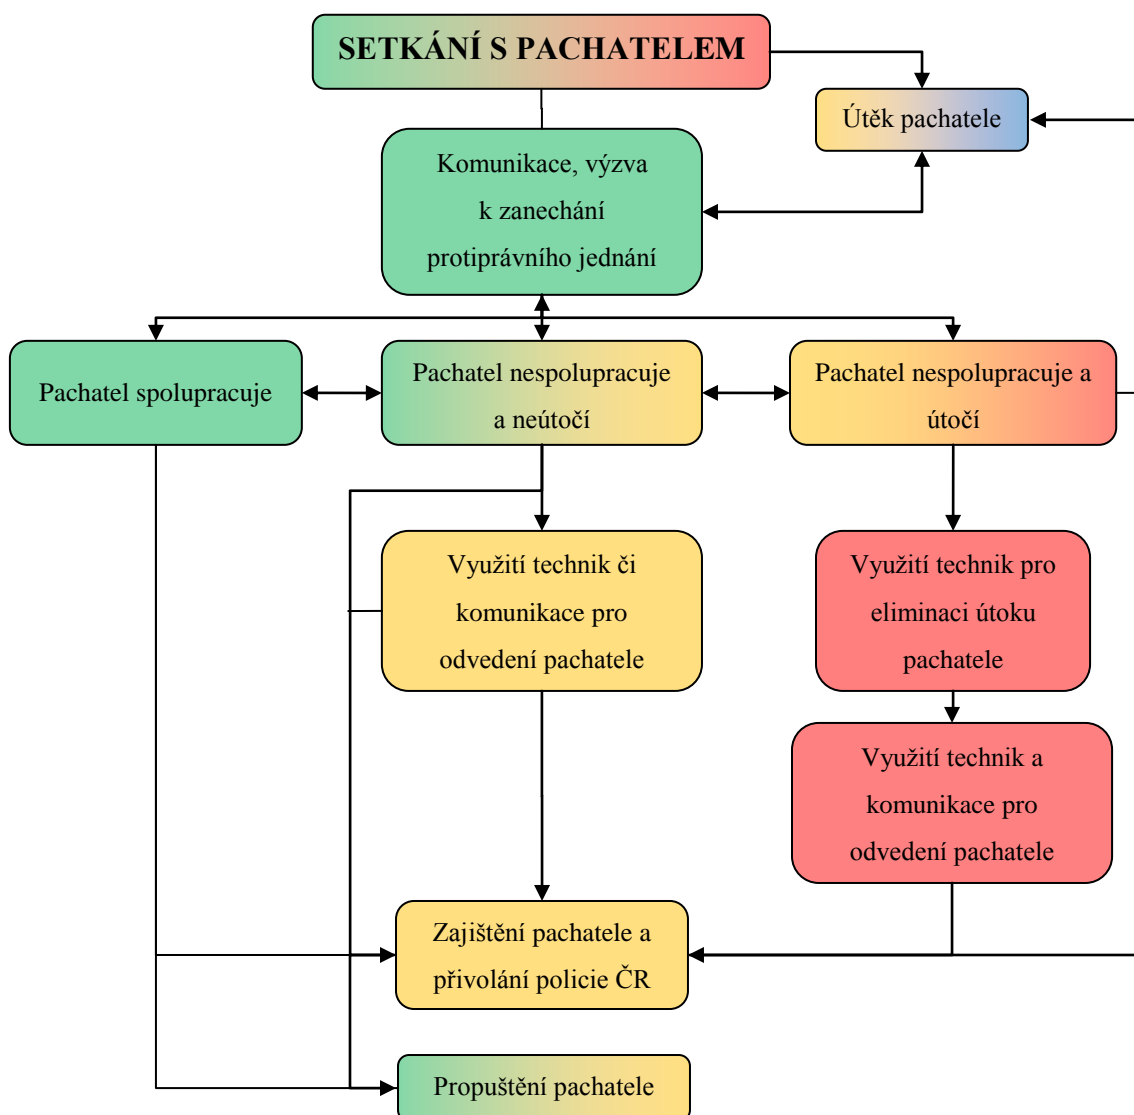 SETKÁNÍ S PACHATELEM
Útěk pachatele
Komunikace, výzva
k zanechání
protiprávního jednání
Pachatel spolupracuje
Pachatel nespolupracuje
a neútočí
Pachatel nespolupracuje a
útočí
Využití technik či
komunikace pro
odvedení pachatele
Využití technik pro
eliminaci útoku
pachatele
Využití technik a
komunikace pro
odvedení pachatele
Zajištění pachatele a
přivolání policie ČR
Propuštění pachatele